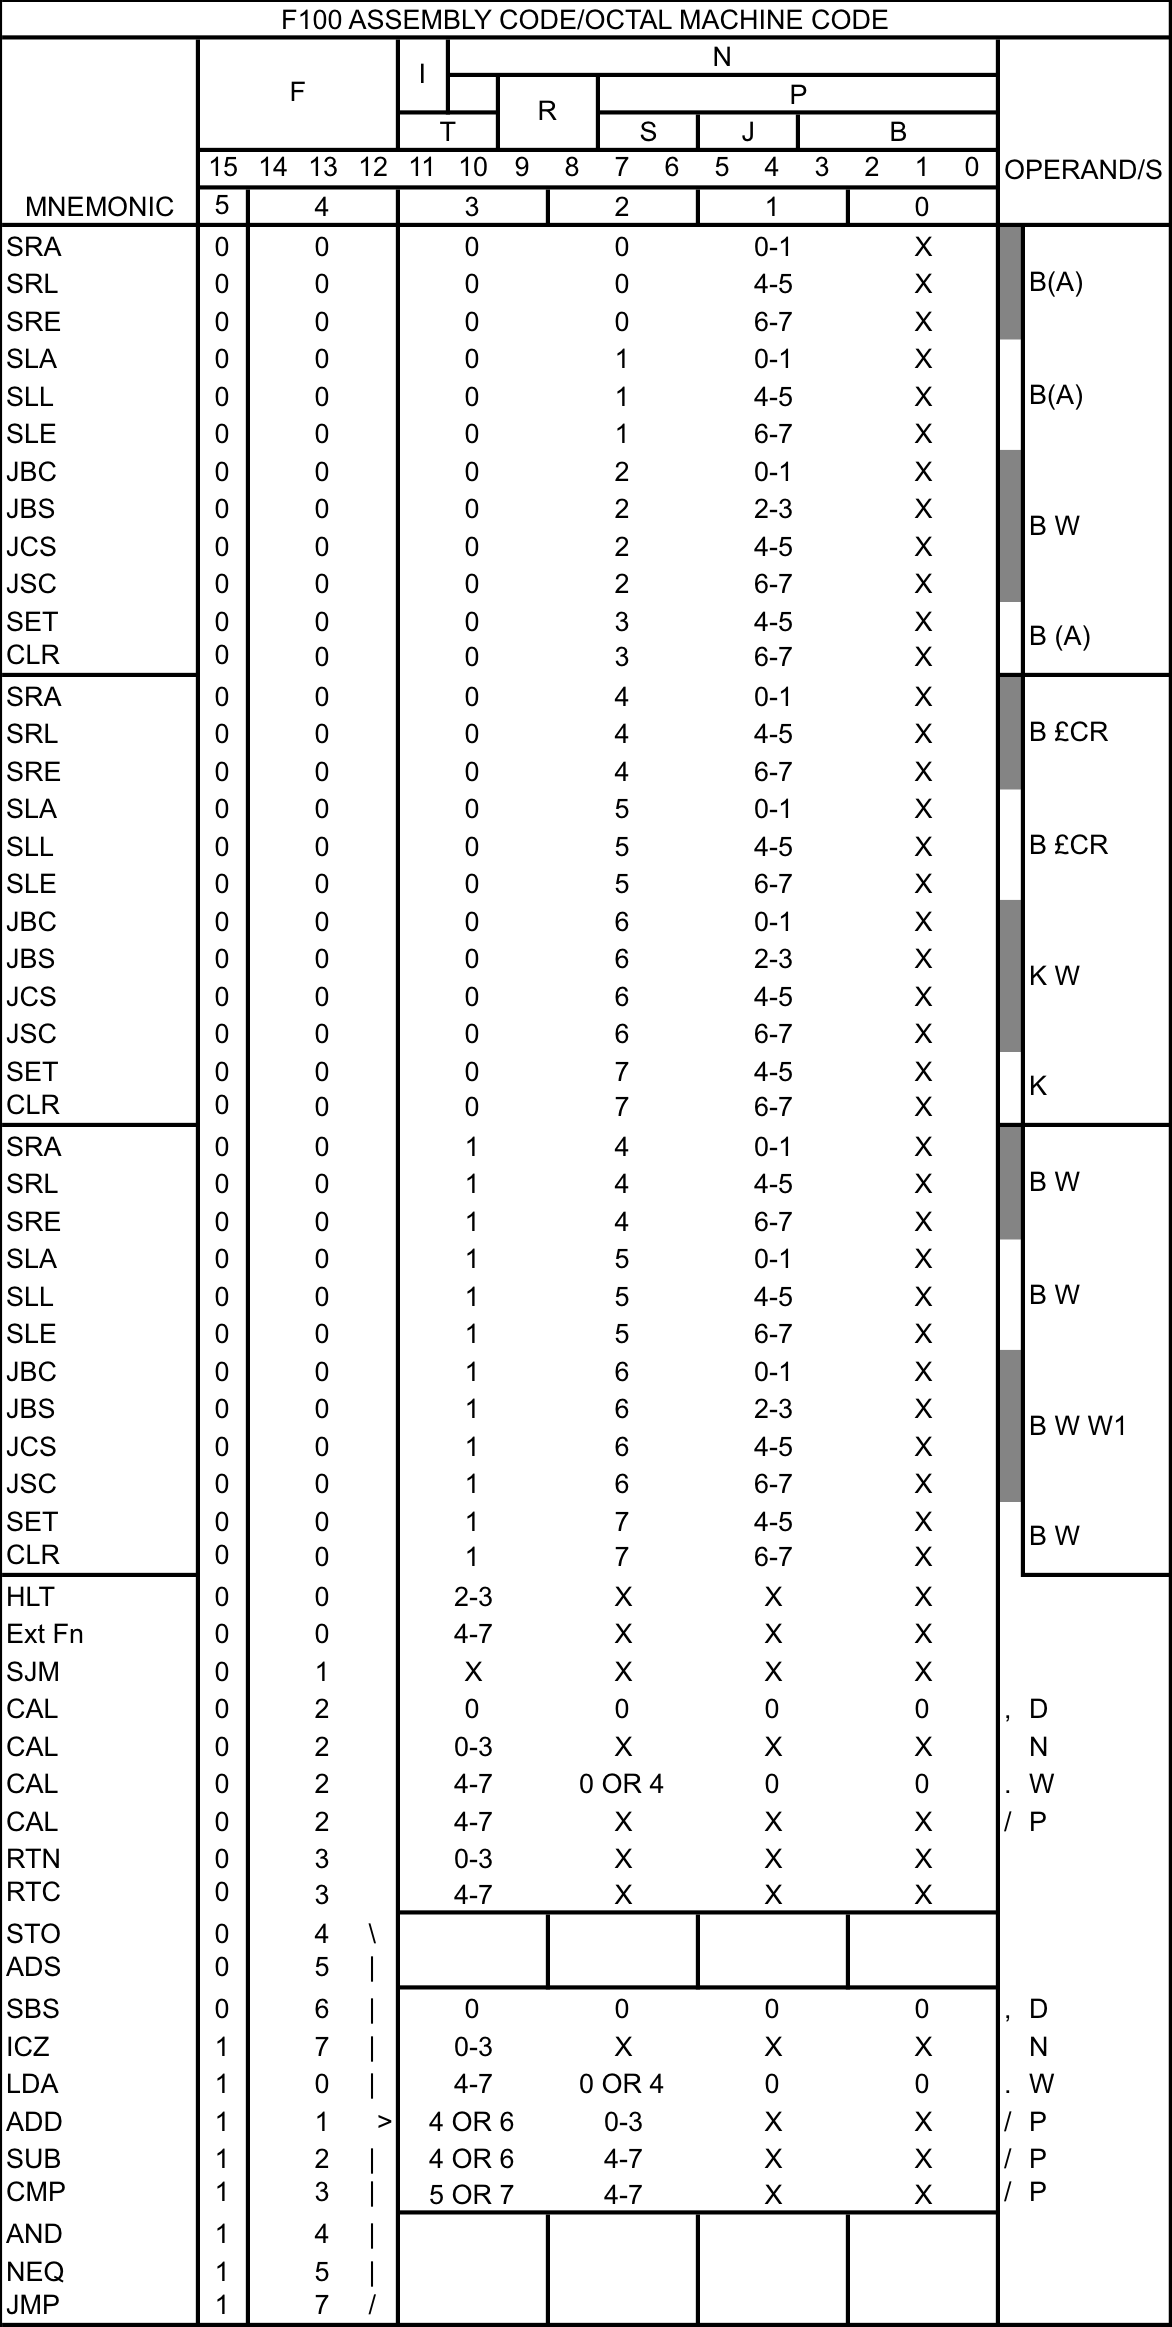 F100 ASSEMBLY CODE/OCTAL MACHINE CODE
F I N
R P
T S J B
15 14 13 12 11 10 9 8 7 6 5 4 3 2 1 0 OPERAND/S
MNEMONIC 5 4 3 2 1 0
SRA 0 0 0 0 0-1 X
SRL 0 0 0 0 4-5 X B(A)
SRE 0 0 0 0 6-7 X
SLA 0 0 0 1 0-1 X
SLL 0 0 0 1 4-5 X B(A)
SLE 0 0 0 1 6-7 X
JBC 0 0 0 2 0-1 X
JBS 0 0 0 2 2-3 X B W
JCS 0 0 0 2 4-5 X
JSC 0 0 0 2 6-7 X
SET 0 0 0 3 4-5 X B (A)
CLR 0 0 0 3 6-7 X
SRA 0 0 0 4 0-1 X
SRL 0 0 0 4 4-5 X B £CR
SRE 0 0 0 4 6-7 X
SLA 0 0 0 5 0-1 X
SLL 0 0 0 5 4-5 X B £CR
SLE 0 0 0 5 6-7 X
JBC 0 0 0 6 0-1 X
JBS 0 0 0 6 2-3 X K W
JCS 0 0 0 6 4-5 X
JSC 0 0 0 6 6-7 X
SET 0 0 0 7 4-5 X K
CLR 0 0 0 7 6-7 X
SRA 0 0 1 4 0-1 X
SRL 0 0 1 4 4-5 X B W
SRE 0 0 1 4 6-7 X
SLA 0 0 1 5 0-1 X
SLL 0 0 1 5 4-5 X B W
SLE 0 0 1 5 6-7 X
JBC 0 0 1 6 0-1 X
JBS 0 0 1 6 2-3 X B W W1
JCS 0 0 1 6 4-5 X
JSC 0 0 1 6 6-7 X
SET 0 0 1 7 4-5 X B W
CLR 0 0 1 7 6-7 X
HLT 0 0 2-3 X X X
Ext Fn 0 0 4-7 X X X
SJM 0 1 X X X X
CAL 0 2 0 0 0 0 , D
CAL 0 2 0-3 X X X N
CAL 0 2 4-7 0 OR 4 0 0 . W
CAL 0 2 4-7 X X X / P
RTN 0 3 0-3 X X X
RTC 0 3 4-7 X X X
STO 0 4 \
ADS 0 5 |
SBS 0 6 | 0 0 0 0 , D
ICZ 1 7 | 0-3 X X X N
LDA 1 0 | 4-7 0 OR 4 0 0 . W
ADD 1 1 > 4 OR 6 0-3 X X / P
SUB 1 2 | 4 OR 6 4-7 X X / P
CMP 1 3 | 5 OR 7 4-7 X X / P
AND 1 4 |
NEQ 1 5 |
JMP 1 7 /